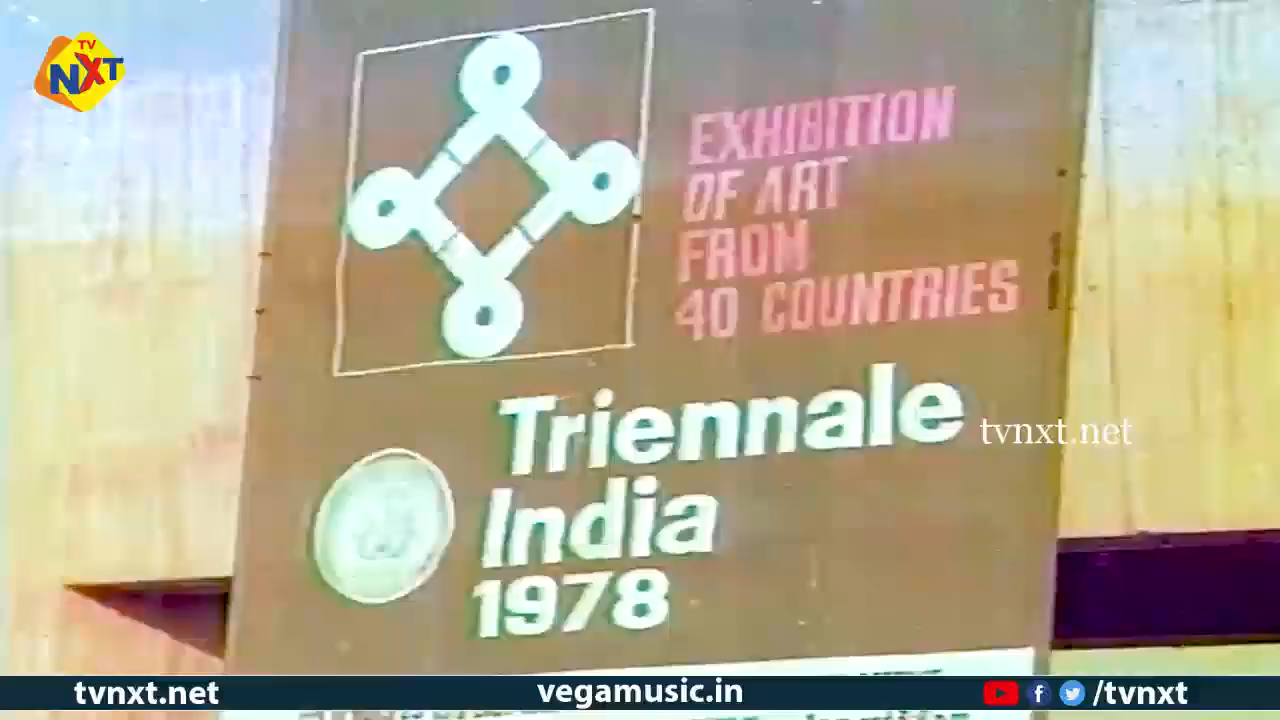 TV
NXT
EXHIBITION
OF ART
FROM
40 COUNTRIES
Triennale
India
1978
tvnxt.net
tvnxt.net
vegamusic.in
/tvnxt